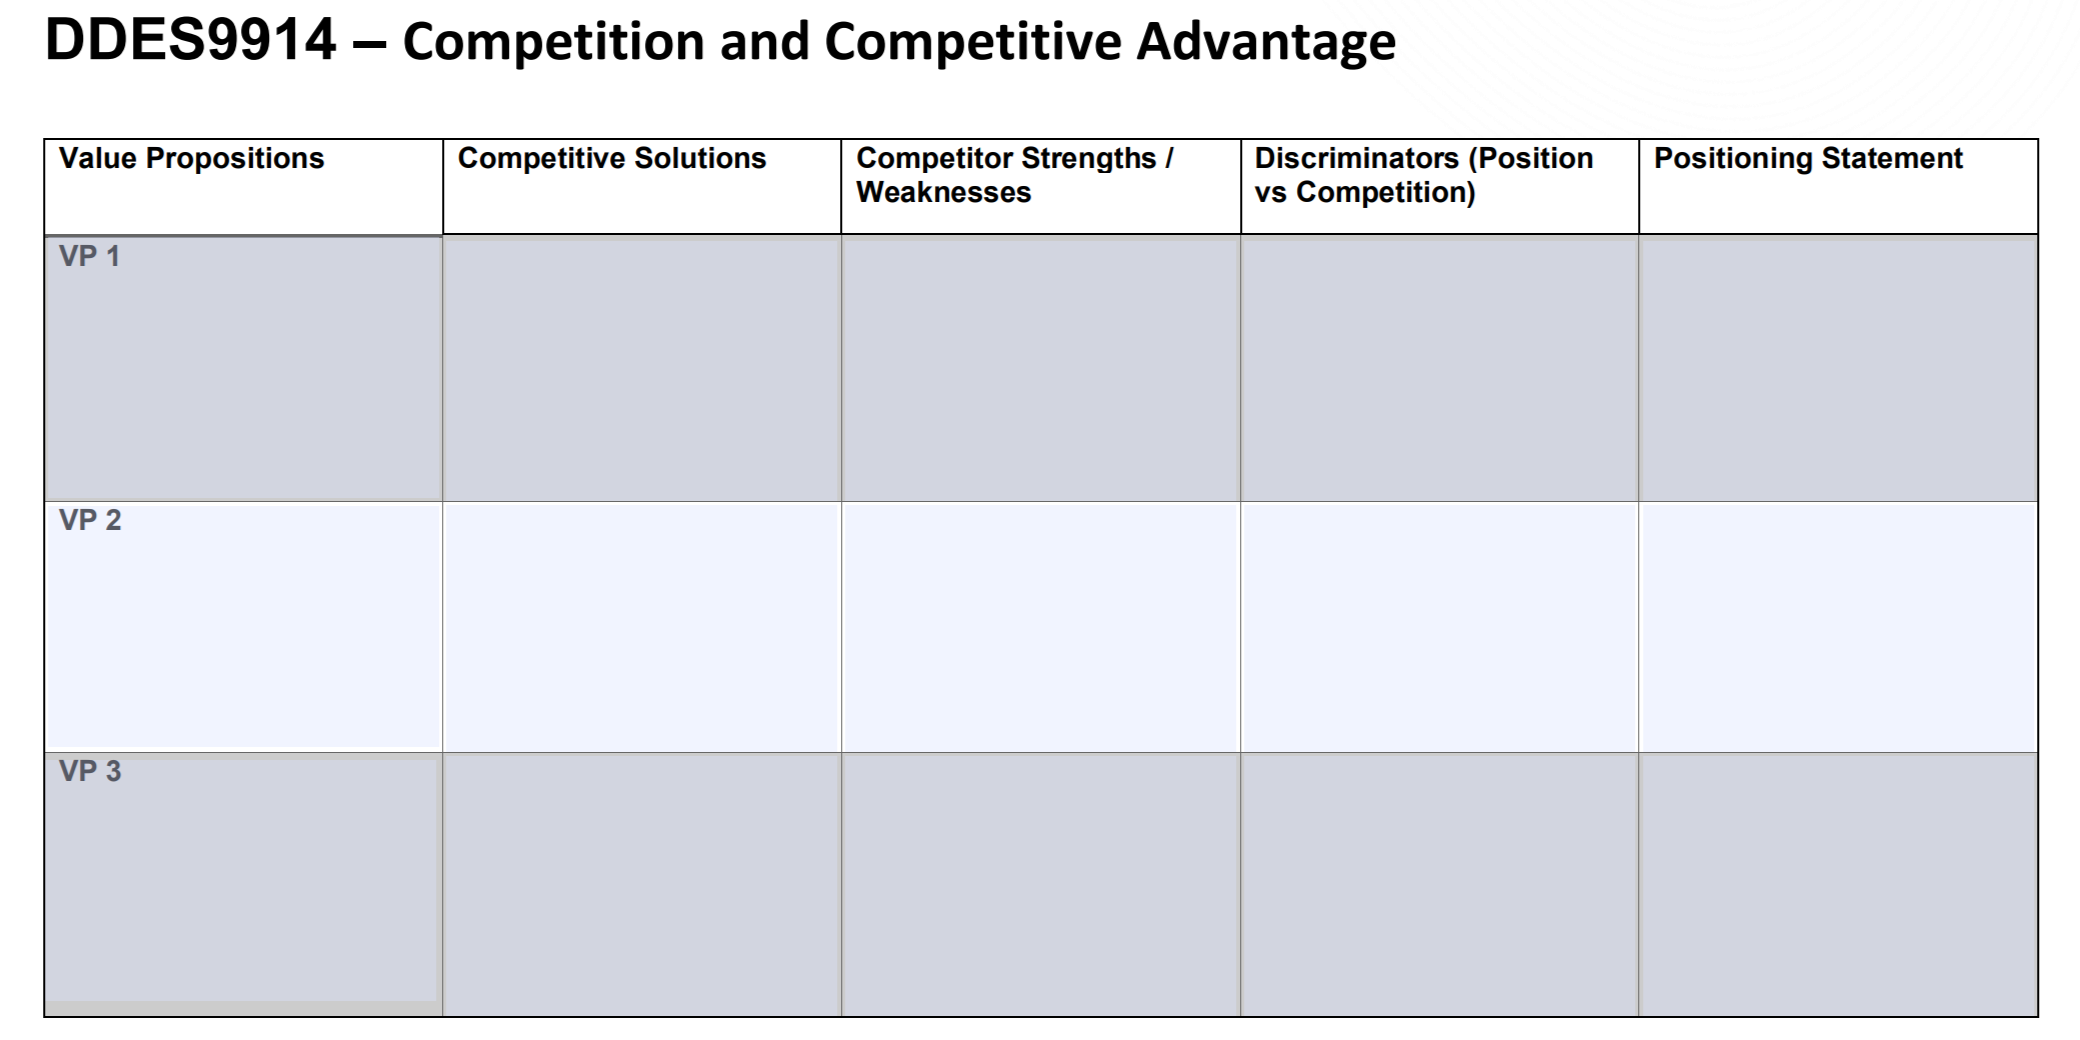 DDES9914 – Competition and Competitive Advantage
Value Propositions
Competitive Solutions
Competitor Strengths /
Weaknesses
Discriminators (Position
vs Competition)
Positioning Statement
VP 1
VP 2
VP 3